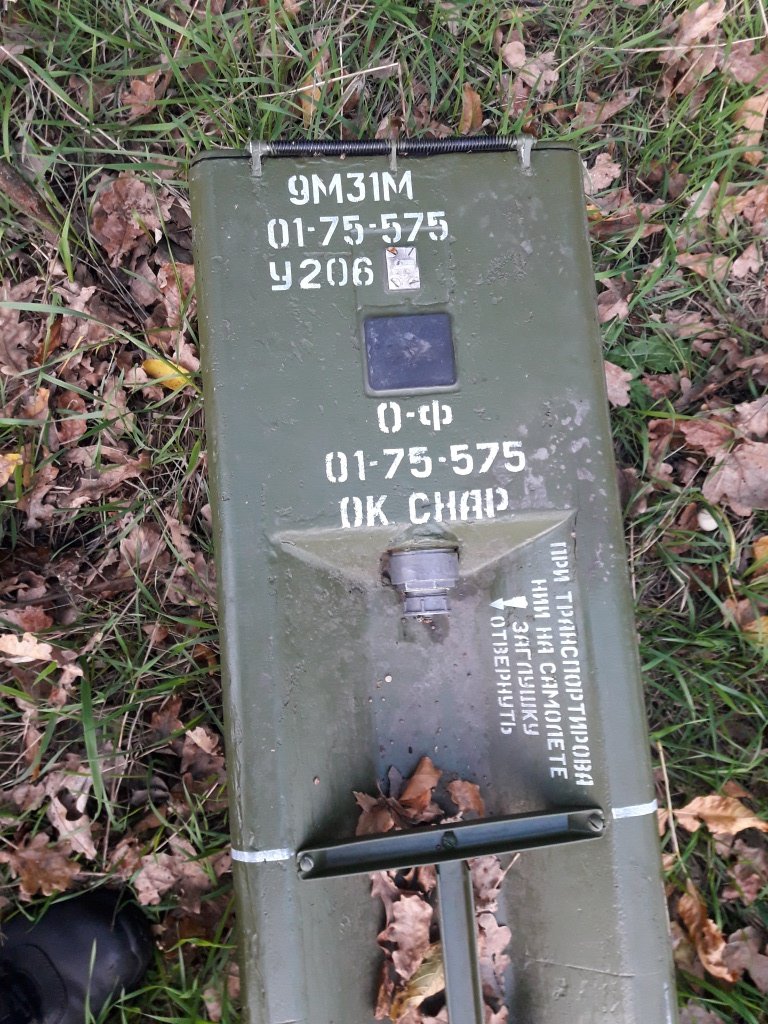 9М31М
01-75-575
У206
О-Ф
01-75-575
ОК СНАР
ПРИ ТРАНСПОРТИРОВА
НИИ НА САМОЛЕТЕ
ЗАГЛУШКУ
ОТВЕРНУТЬ